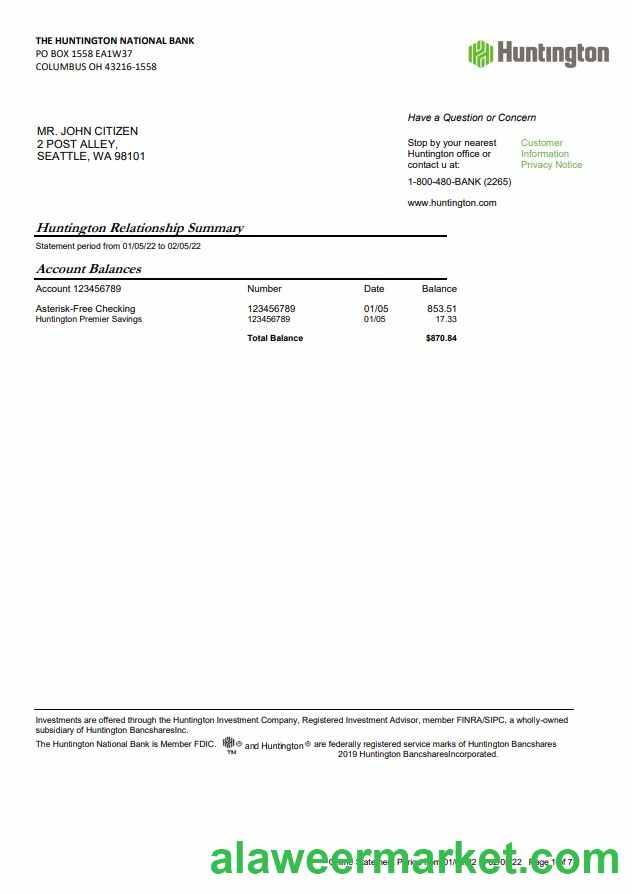 THE HUNTINGTON NATIONAL BANK
PO BOX 1558 EA1W37
COLUMBUS OH 43216-1558
Huntington
Have a Question or Concern
MR. JOHN CITIZEN
2 POST ALLEY,
SEATTLE, WA 98101
Stop by your nearest
Huntington office or
contact u at:
Customer
Information
Privacy Notice
1-800-480-BANK (2265)
www.huntington.com
Huntington Relationship Summary
Statement period from 01/05/22 to 02/05/22
Account Balances
Account 123456789 Number Date Balance
Asterisk-Free Checking 123456789 01/05 853.51
Huntington Premier Savings 123456789 01/05 17.33
Total Balance $870.84
Investments are offered through the Huntington Investment Company, Registered Investment Advisor, member FINRA/SIPC, a wholly-owned
subsidiary of Huntington BancsharesInc.
The Huntington National Bank is Member FDIC. ® ™ and Huntington® are federally registered service marks of Huntington Bancshares
2019 Huntington BancsharesIncorporated.
Statement Period from 01/ 22 22 Page 1 of 7
alaweermarket.com